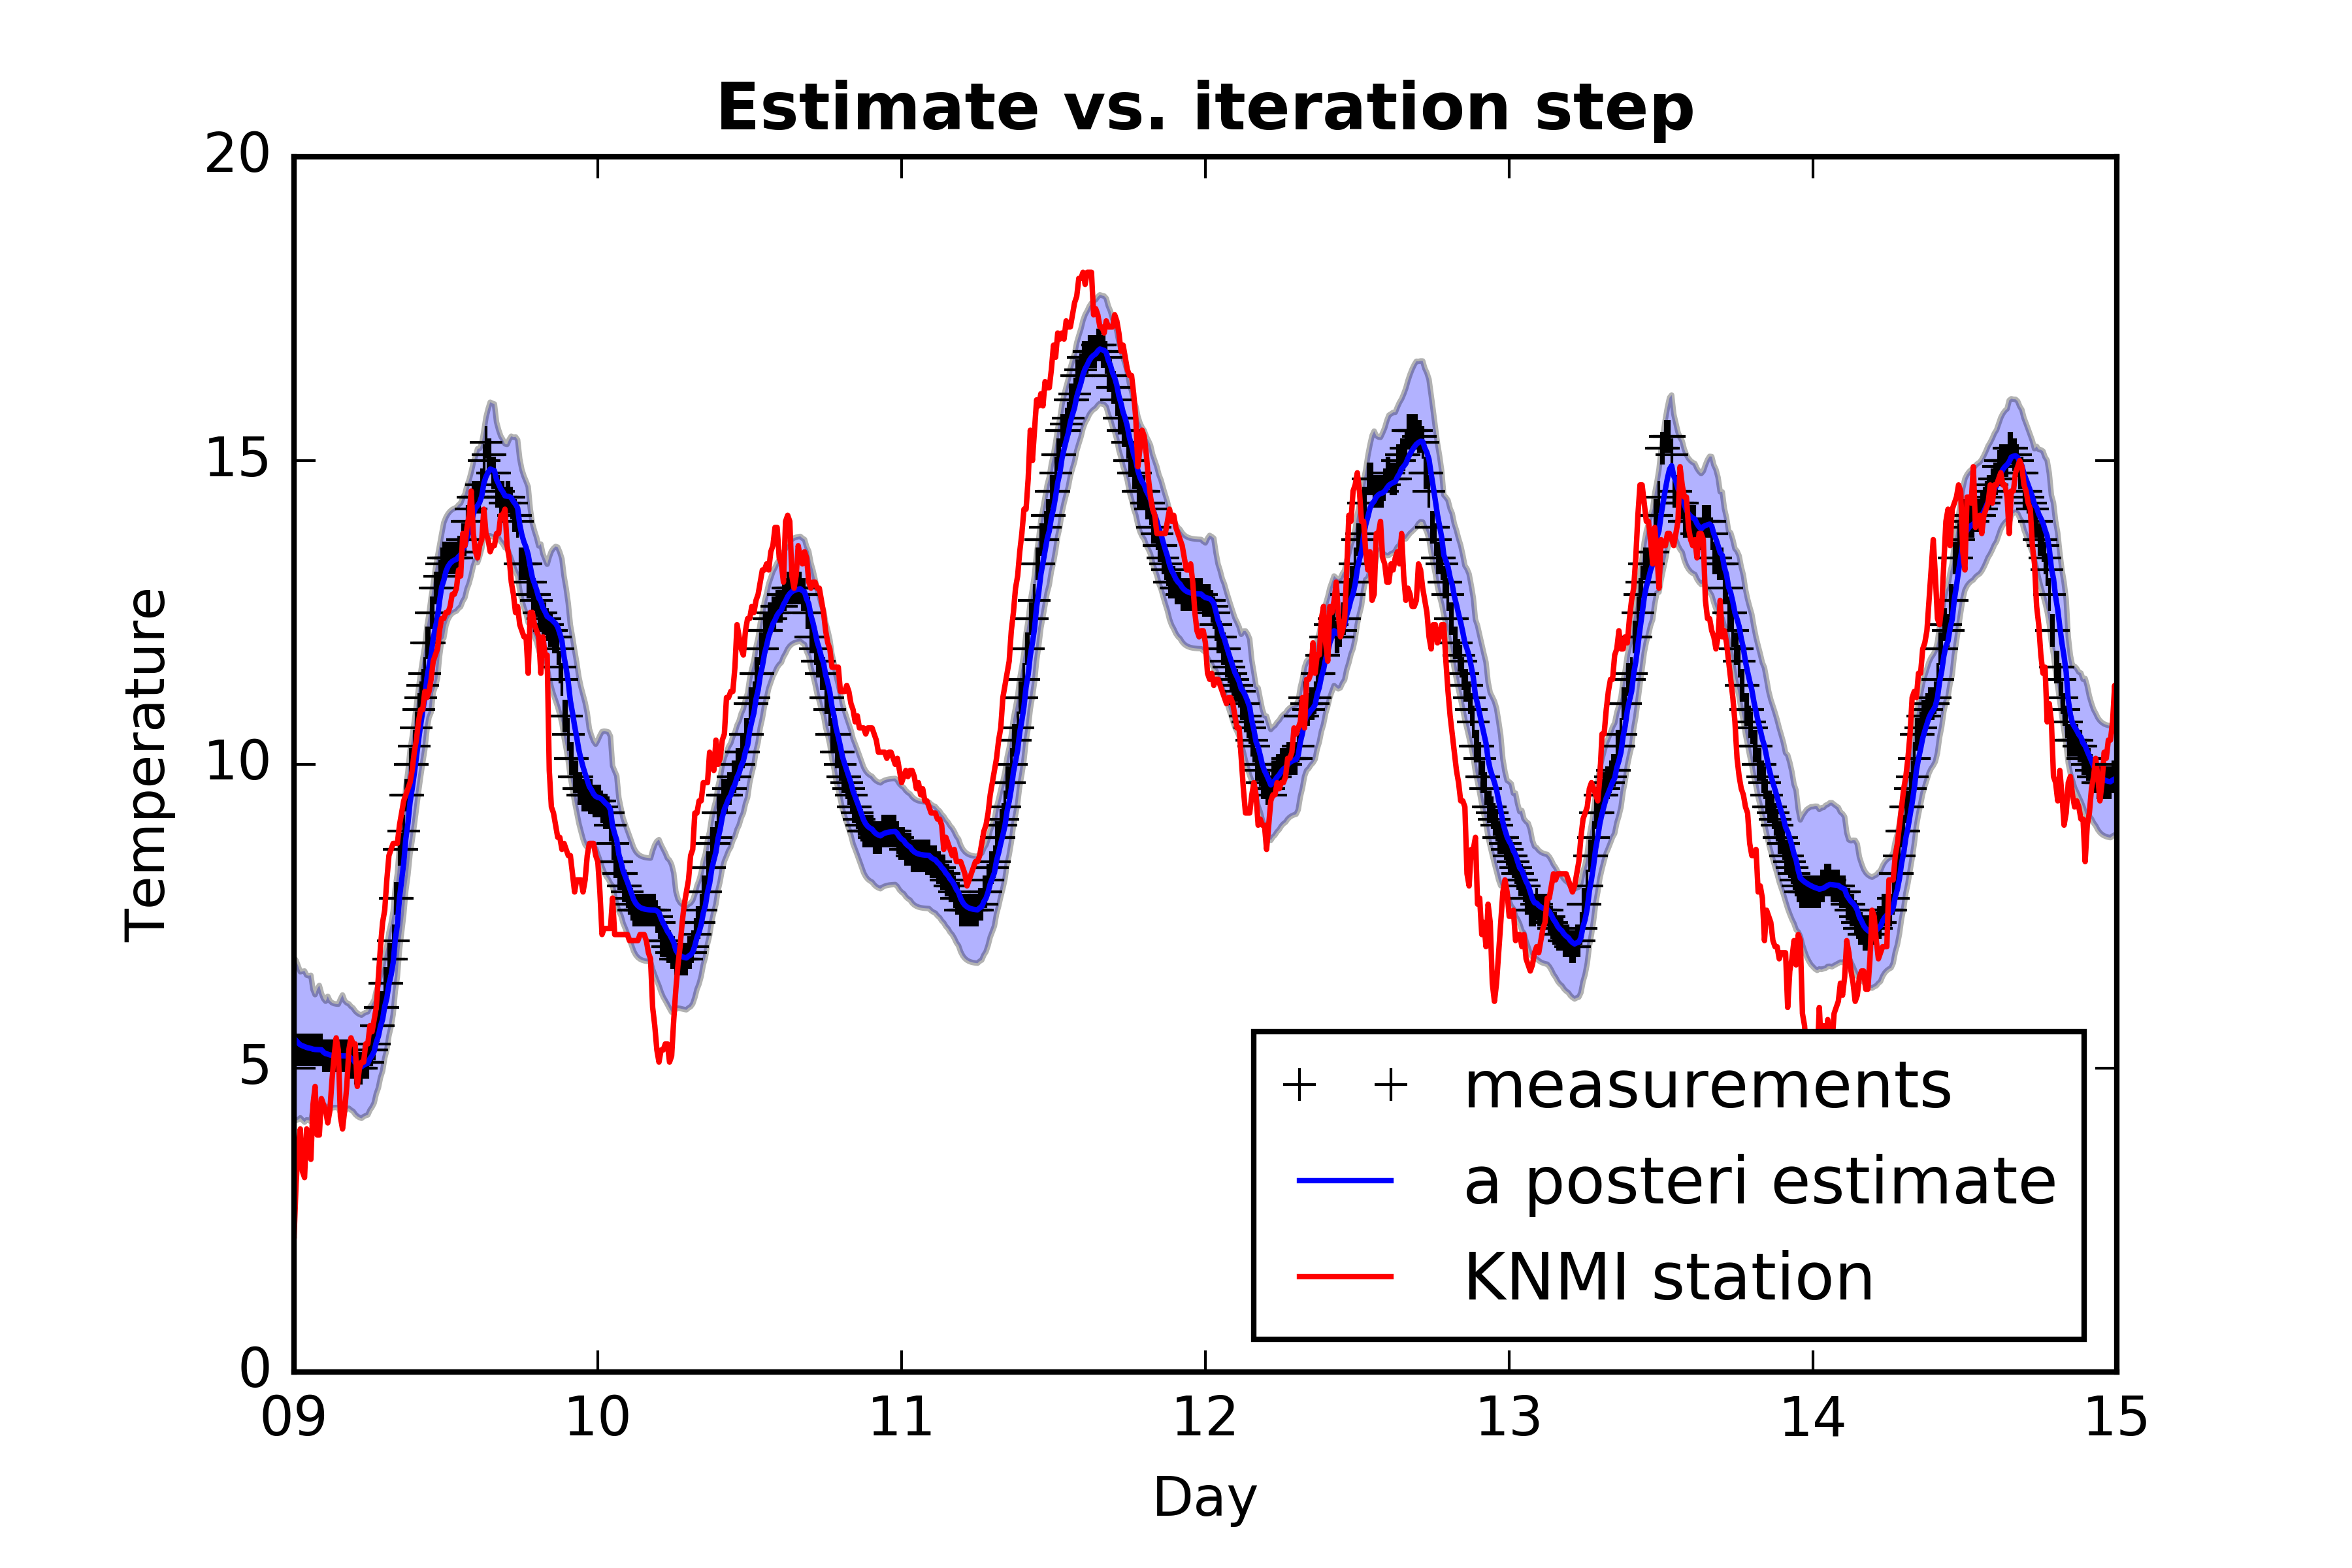 Estimate vs. iteration step
20
15
10
5
0
Temperature
measurements
a posteri estimate
KNMI station
09 10 11 12 13 14 15
Day